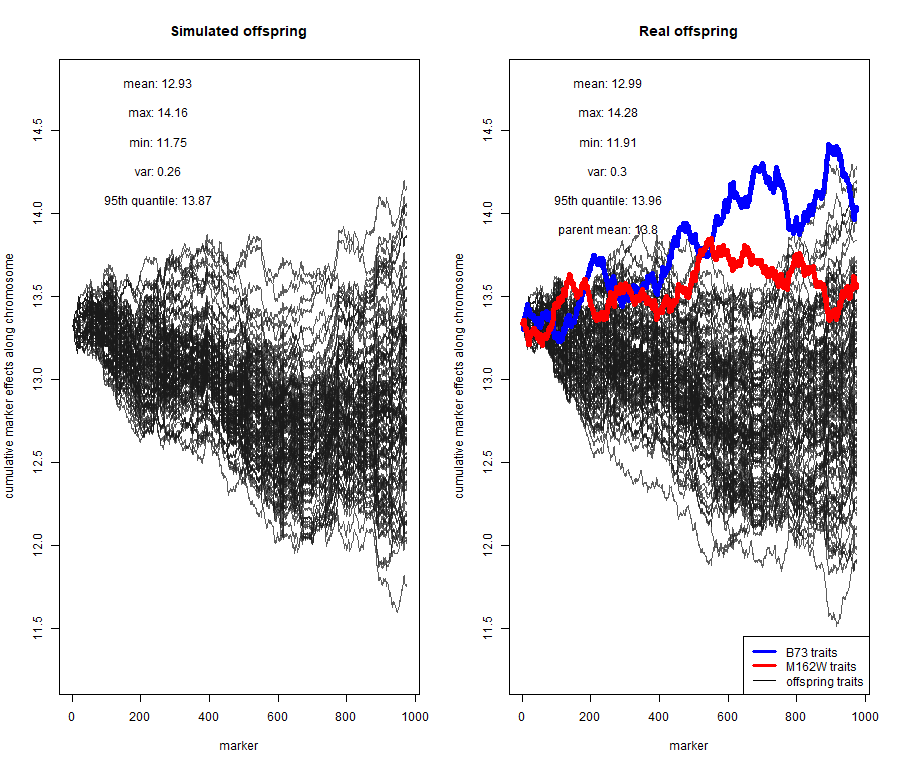 Simulated offspring
mean: 12.93
max: 14.16
min: 11.75
var: 0.26
95th quantile: 13.87
cumulative marker effects along chromosome
14.5
14.0
13.5
13.0
12.5
12.0
11.5
0 200 400 600 800 1000
marker
Real offspring
mean: 12.99
max: 14.28
min: 11.91
var: 0.3
95th quantile: 13.96
parent mean: 13.8
cumulative marker effects along chromosome
14.5
14.0
13.5
13.0
12.5
12.0
11.5
B73 traits
M162W traits
offspring traits
0 200 400 600 800 1000
marker